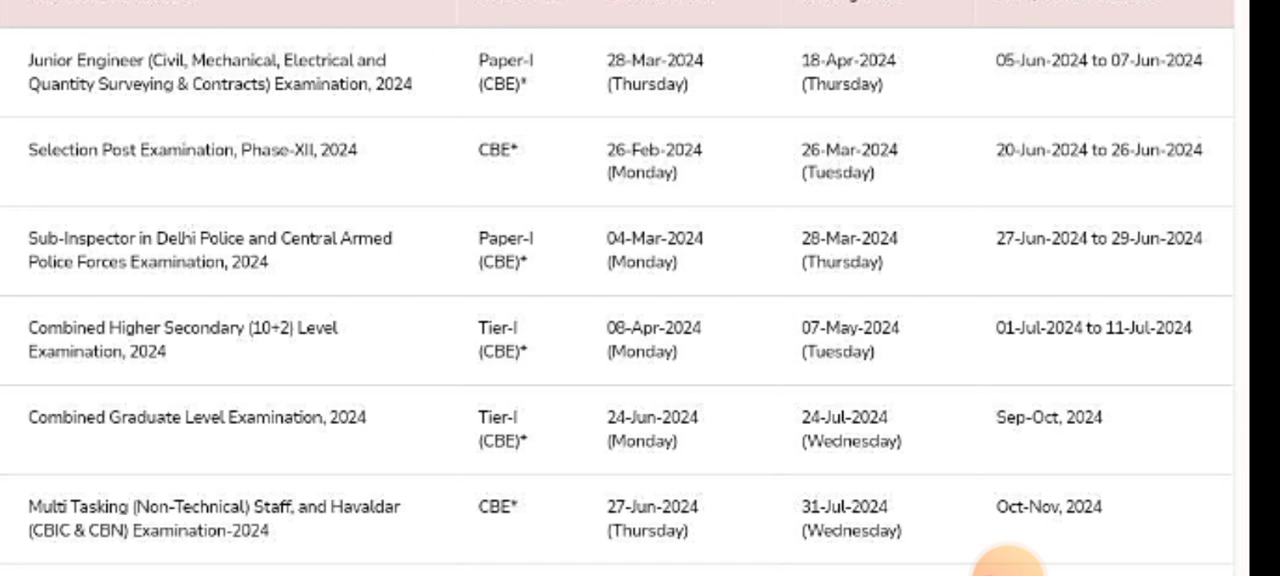 Junior Engineer (Civil, Mechanical, Electrical and
Quantity Surveying & Contracts) Examination, 2024
Paper-I
(CBE)*
28-Mar-2024
(Thursday)
18-Apr-2024
(Thursday)
05-Jun-2024 to 07-Jun-2024
Selection Post Examination, Phase-XII, 2024
CBE*
26-Feb-2024
(Monday)
26-Mar-2024
(Tuesday)
20-Jun-2024 to 26-Jun-2024
Sub-Inspector in Delhi Police and Central Armed
Police Forces Examination, 2024
Paper-I
(CBE)*
04-Mar-2024
(Monday)
28-Mar-2024
(Thursday)
27-Jun-2024 to 29-Jun-2024
Combined Higher Secondary (10+2) Level
Examination, 2024
Tier-I
(CBE)*
08-Apr-2024
(Monday)
07-May-2024
(Tuesday)
01-Jul-2024 to 11-Jul-2024
Combined Graduate Level Examination, 2024
Tier-I
(CBE)*
24-Jun-2024
(Monday)
24-Jul-2024
(Wednesday)
Sep-Oct, 2024
Multi Tasking (Non-Technical) Staff, and Havaldar
(CBIC & CBN) Examination-2024
CBE*
27-Jun-2024
(Thursday)
31-Jul-2024
(Wednesday)
Oct-Nov, 2024